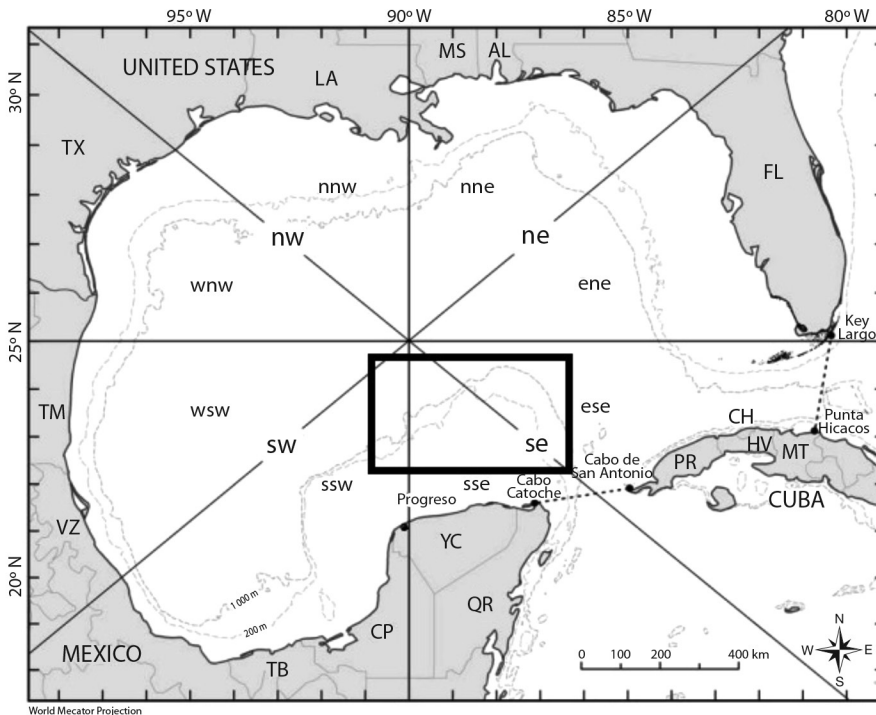 95° W
90° O
85° W
80° O
UNITED STATES
LA
MS
AL
30° N
TX
FL
nnw
nne
nw
ne
wnw
ene
Key
Largo
25° N
TM
wsw
ese
sw
se
CH
Punta
Hicacos
HV
MT
PR
Cabo de
San Antonio
ssw
sse
Cabo
Catoche
Progreso
CUBA
VZ
YC
20° N
1 000 m
200 m
QR
CP
MEXICO
TB
0 100 200 400 km
N
W E
S
World Mecator Projection